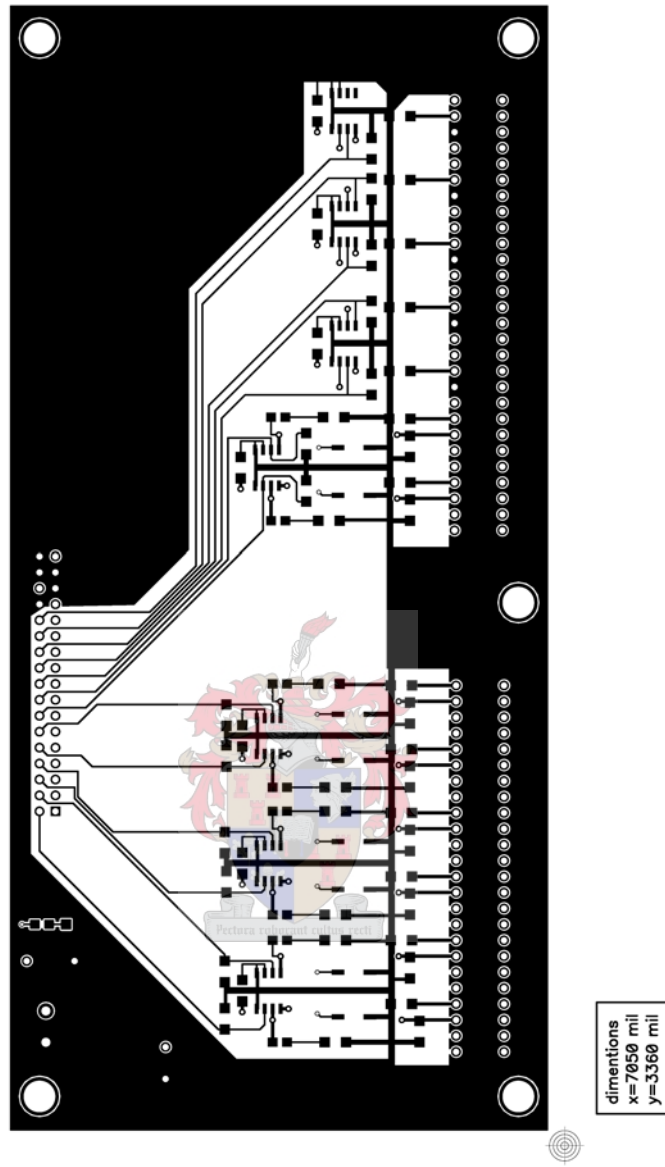 Pectora roborant cultus recti
dimentions
x=7050 mil
y=3360 mil